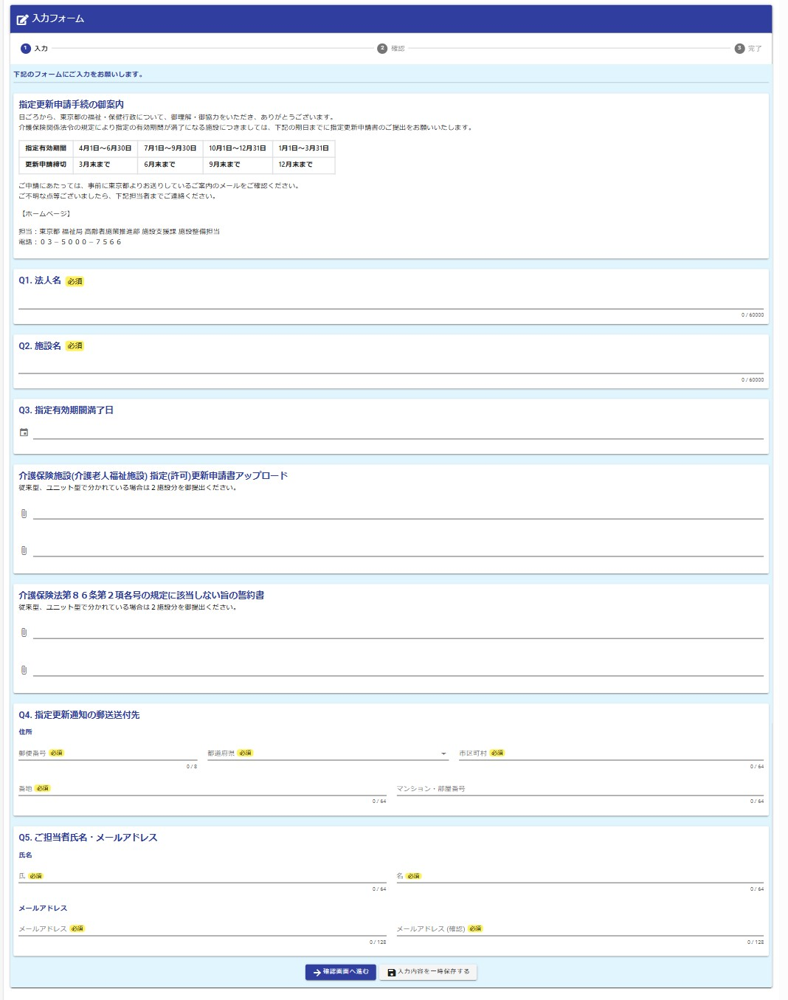 入力フォーム
1 入力 2 確認 3 完了
下記のフォームにご入力をお願いします。
指定更新申請手続の御案内
日ごろから、東京都の福祉・保健行政について、御理解・御協力をいただき、ありがとうございます。
介護保険関係法令の規定により指定の有効期間が満了になる施設につきましては、下記の期日までに指定更新申請書のご提出をお願いいたします。
指定有効期間 4月1日～6月30日 7月1日～9月30日 10月1日～12月31日 1月1日～3月31日
更新申請締切 3月末まで 6月末まで 9月末まで 12月末まで
ご申請にあたっては、事前に東京都よりお送りしているご案内のメールをご確認ください。
ご不明な点等ございましたら、下記担当者までご連絡ください。
【ホームページ】
担当：東京都 福祉局 高齢者施策推進部 施設支援課 施設整備担当
電話：０３－５０００－７５６６
Q1. 法人名 必須
0 / 60000
Q2. 施設名 必須
0 / 60000
Q3. 指定有効期間満了日
介護保険施設(介護老人福祉施設) 指定(許可)更新申請書アップロード
従来型、ユニット型で分かれている場合は２施設分を御提出ください。
介護保険法第８６条第２項各号の規定に該当しない旨の誓約書
従来型、ユニット型で分かれている場合は２施設分を御提出ください。
Q4. 指定更新通知の郵送送付先
住所
郵便番号 必須 都道府県 必須 市区町村 必須
0 / 8 0 / 64
番地 必須 マンション・部屋番号
0 / 64 0 / 64
Q5. ご担当者氏名・メールアドレス
氏名
氏 必須 名 必須
0 / 64 0 / 64
メールアドレス
メールアドレス 必須 メールアドレス (確認) 必須
0 / 128 0 / 128
確認画面へ進む 入力内容を一時保存する